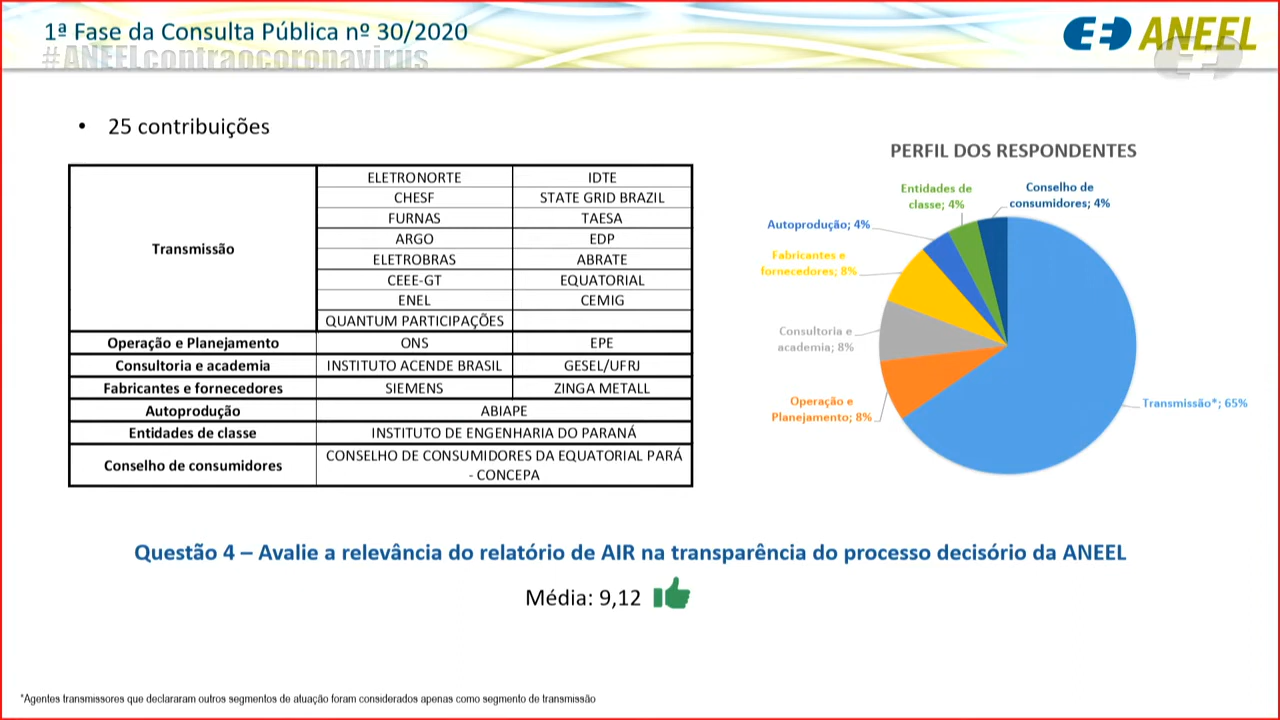 1ª Fase da Consulta Pública nº 30/2020
#ANEELcontraocoronavirus
ANEEL
• 25 contribuições
Transmissão
ELETRONORTE IDTE
CHESF STATE GRID BRAZIL
FURNAS TAESA
ARGO EDP
ELETROBRAS ABRATE
CEEE-GT EQUATORIAL
ENEL CEMIG
QUANTUM PARTICIPAÇÕES
Operação e Planejamento ONS EPE
Consultoria e academia INSTITUTO ACENDE BRASIL GESEL/UFRJ
Fabricantes e fornecedores SIEMENS ZINGA METALL
Autoprodução ABIAPE
Entidades de classe INSTITUTO DE ENGENHARIA DO PARANÁ
Conselho de consumidores
CONSELHO DE CONSUMIDORES DA EQUATORIAL PARÁ
- CONCEPA
PERFIL DOS RESPONDENTES
Conselho de
consumidores; 4%
Entidades de
classe; 4%
Autoprodução; 4%
Fabricantes e
fornecedores; 8%
Consultoria e
academia; 8%
Operação e
Planejamento; 8%
Transmissão*; 65%
Questão 4 – Avalie a relevância do relatório de AIR na transparência do processo decisório da ANEEL
Média: 9,12
*Agentes transmissores que declararam outros segmentos de atuação foram considerados apenas como segmento de transmissão